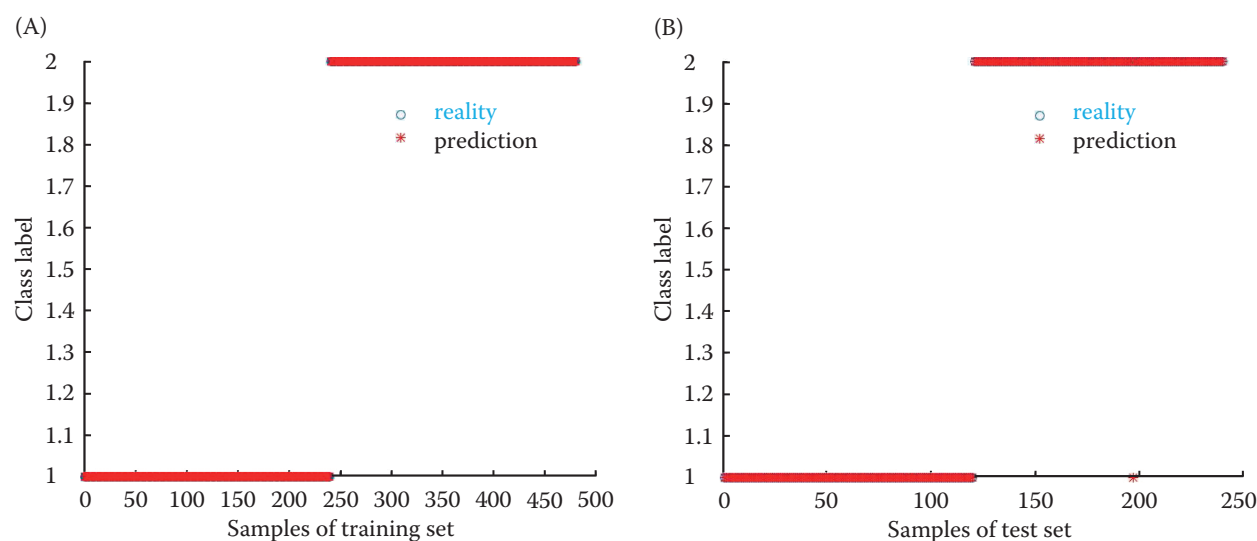 (A)
2
1.9
1.8
1.7
1.6
1.5
1.4
1.3
1.2
1.1
1
Class label
reality
prediction
0 50 100 150 200 250 300 350 400 450 500
Samples of training set
(B)
2
1.9
1.8
1.7
1.6
1.5
1.4
1.3
1.2
1.1
1
Class label
reality
prediction
0 50 100 150 200 250
Samples of test set